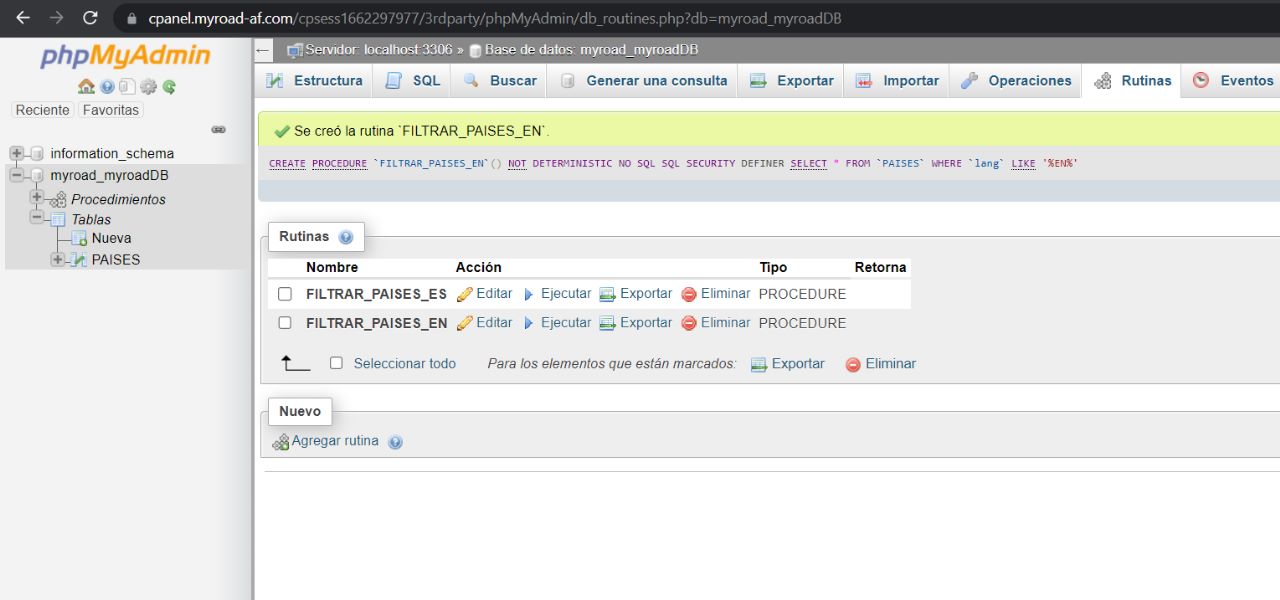 cpanel.myroad-af.com/cpsess1662297977/3rdparty/phpMyAdmin/db_routines.php?db=myroad_myroadDB
phpMyAdmin
Reciente Favoritas
information_schema
myroad_myroadDB
Procedimientos
Tablas
Nueva
PAISES
Servidor: localhost:3306 » Base de datos: myroad_myroadDB
Estructura SQL Buscar Generar una consulta Exportar Importar Operaciones Rutinas Eventos
Se creó la rutina `FILTRAR_PAISES_EN`.
CREATE PROCEDURE `FILTRAR_PAISES_EN`() NOT DETERMINISTIC NO SQL SQL SECURITY DEFINER SELECT * FROM `PAISES` WHERE `lang` LIKE '%EN%'
Rutinas
Nombre Acción Tipo Retorna
FILTRAR_PAISES_ES Editar Ejecutar Exportar Eliminar PROCEDURE
FILTRAR_PAISES_EN Editar Ejecutar Exportar Eliminar PROCEDURE
Seleccionar todo Para los elementos que están marcados: Exportar Eliminar
Nuevo
Agregar rutina